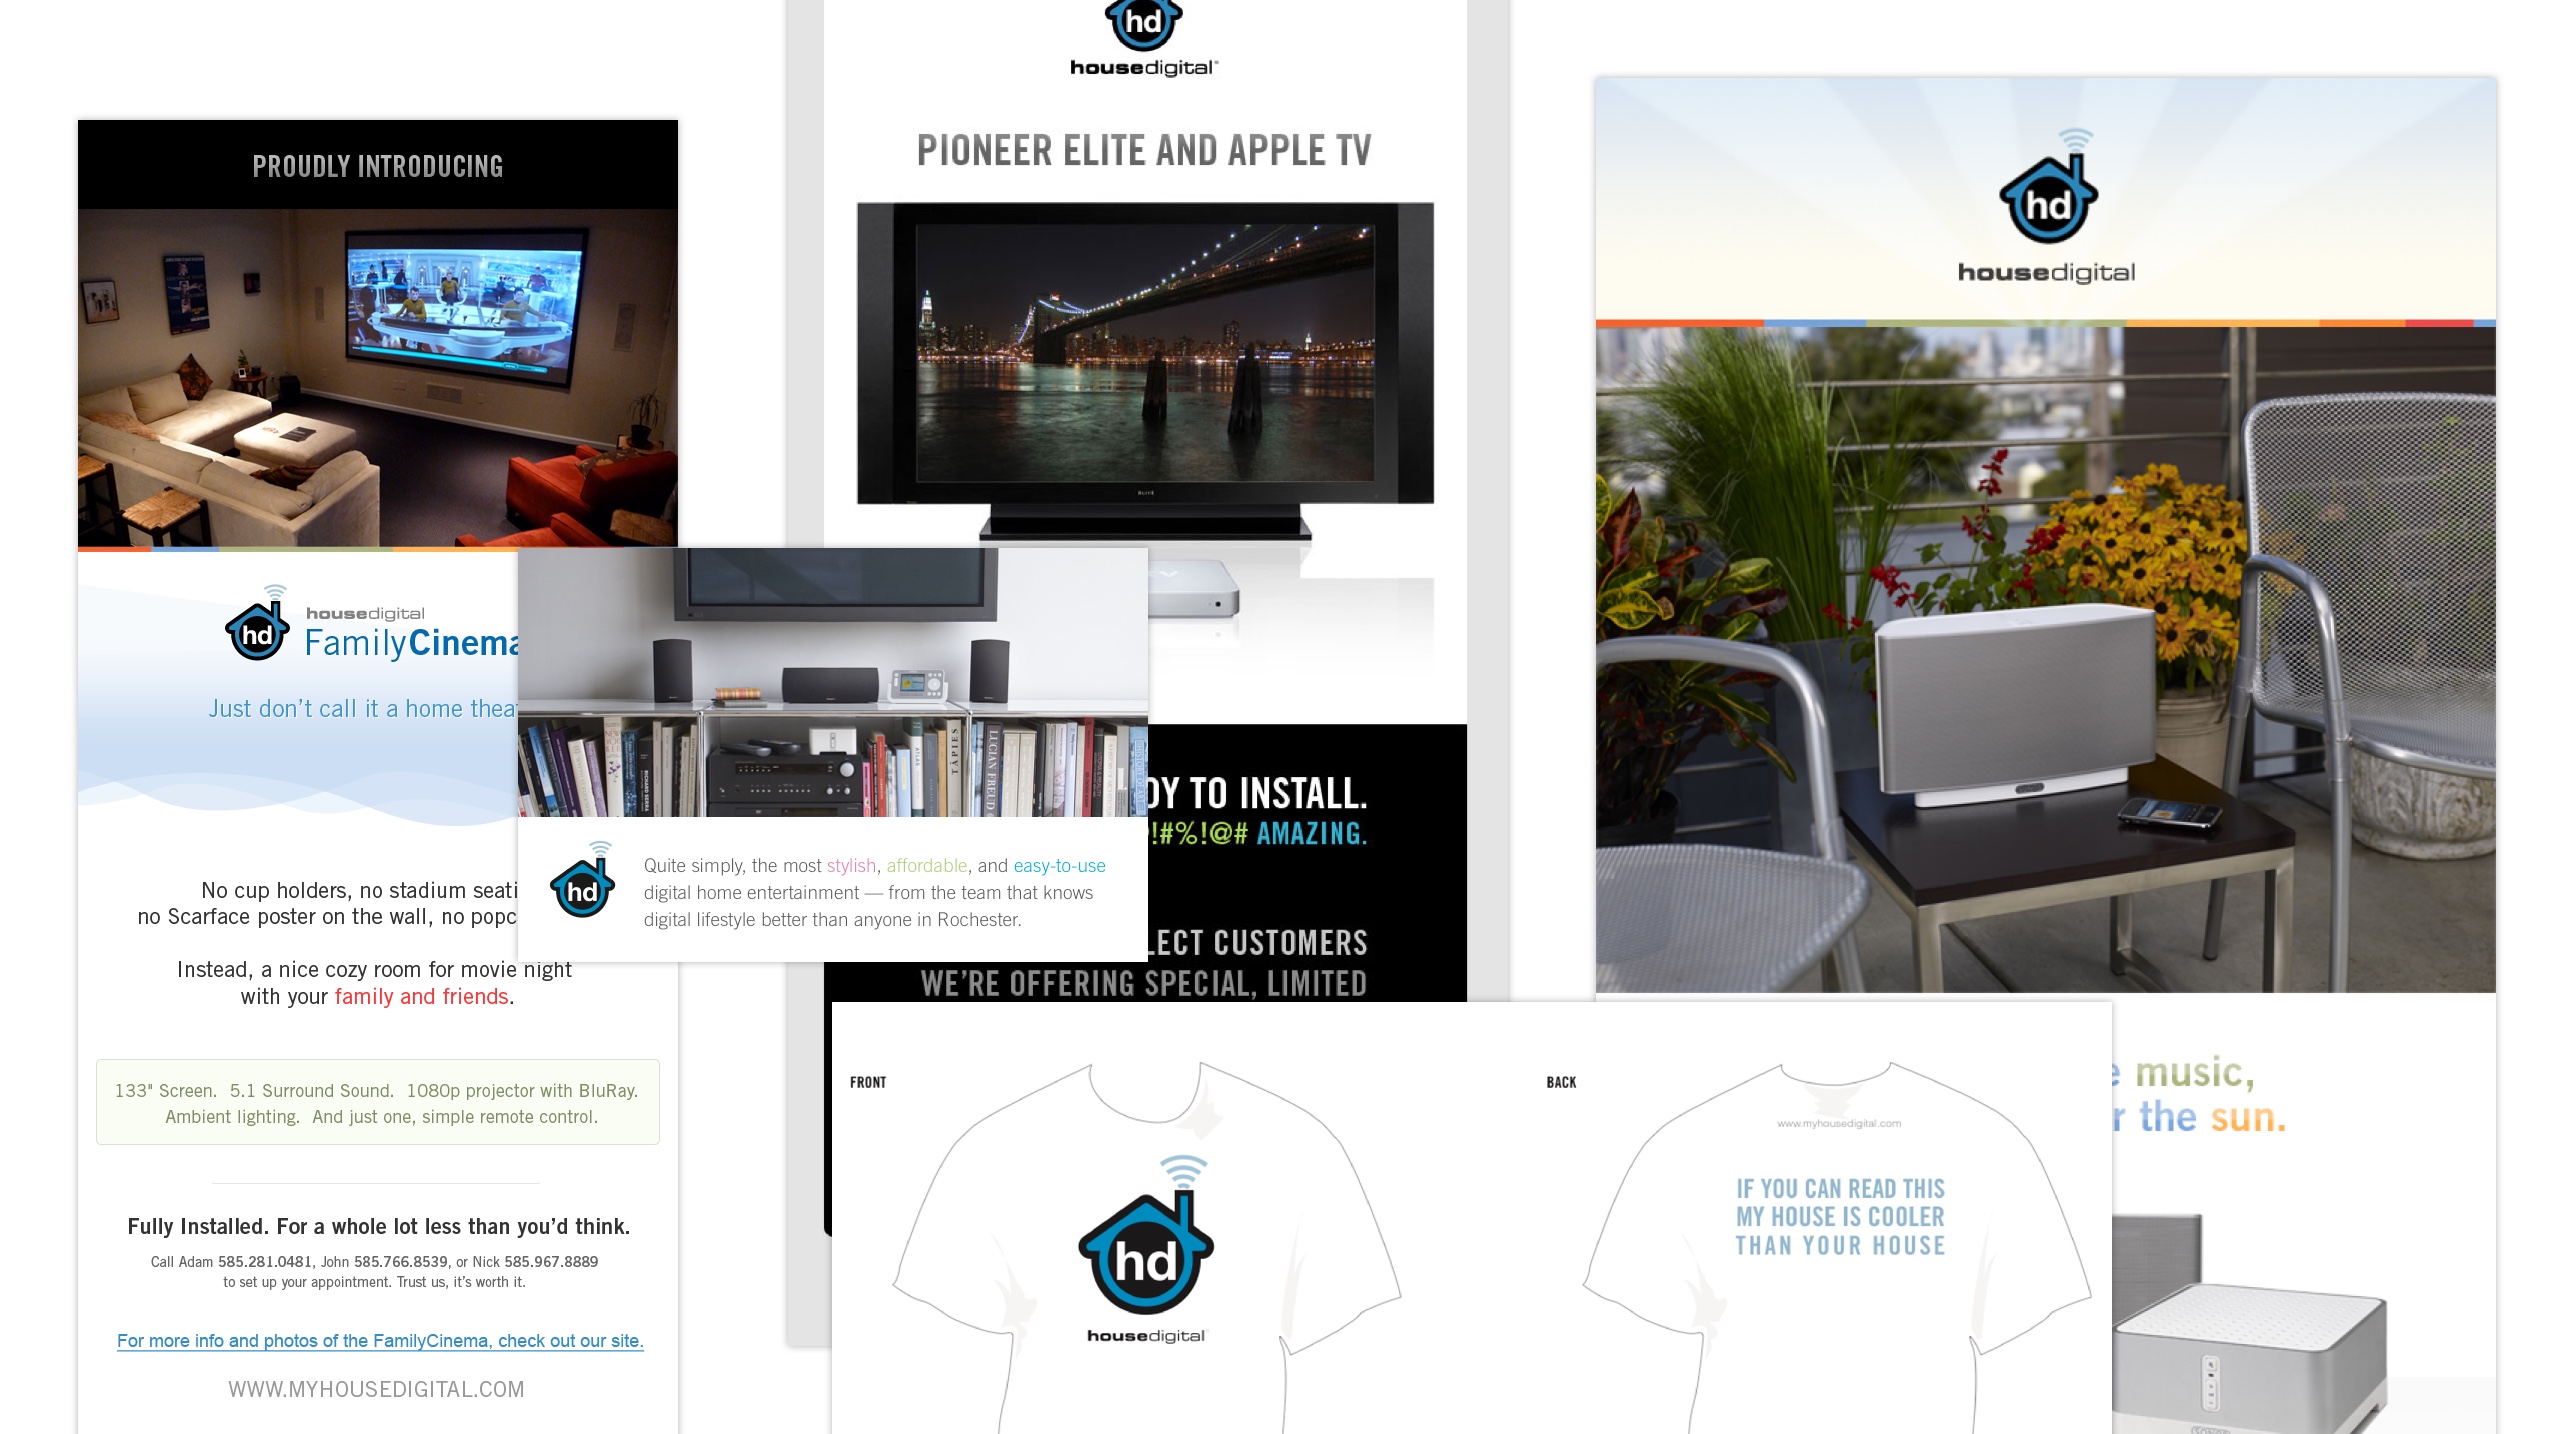 PROUDLY INTRODUCING
hd
housedigital
FamilyCinema
Just don't call it a home
No cup holders, no stadium
no Scarface poster on the wall, no
Instead, a nice cozy room for movie night
with your family and friends.
133" Screen. 5.1 Surround Sound. 1080p projector with BluRay.
Ambient lighting. And just one, simple remote control.
Fully Installed. For a whole lot less than you'd think.
Call Adam 585.281.0481, John 585.766.8539, or Nick 585.967.8889
to set up your appointment. Trust us, it's worth it.
For more info and photos of the FamilyCinema, check out our site.
WWW.MYHOUSEDIGITAL.COM
hd
housedigital
PIONEER ELITE AND APPLE TV
ELITE
TÀPIES
LUCIAN FREUD
RICHARD SERRA
hd
Quite simply, the most stylish, affordable, and easy-to-use
digital home entertainment — from the team that knows
digital lifestyle better than anyone in Rochester.
DY TO INSTALL.
!#%!@# AMAZING.
LECT CUSTOMERS
WE'RE OFFERING SPECIAL, LIMITED
hd
housedigital
music,
r the sun.
FRONT
hd
housedigital
BACK
www.myhousedigital.com
IF YOU CAN READ THIS
MY HOUSE IS COOLER
THAN YOUR HOUSE